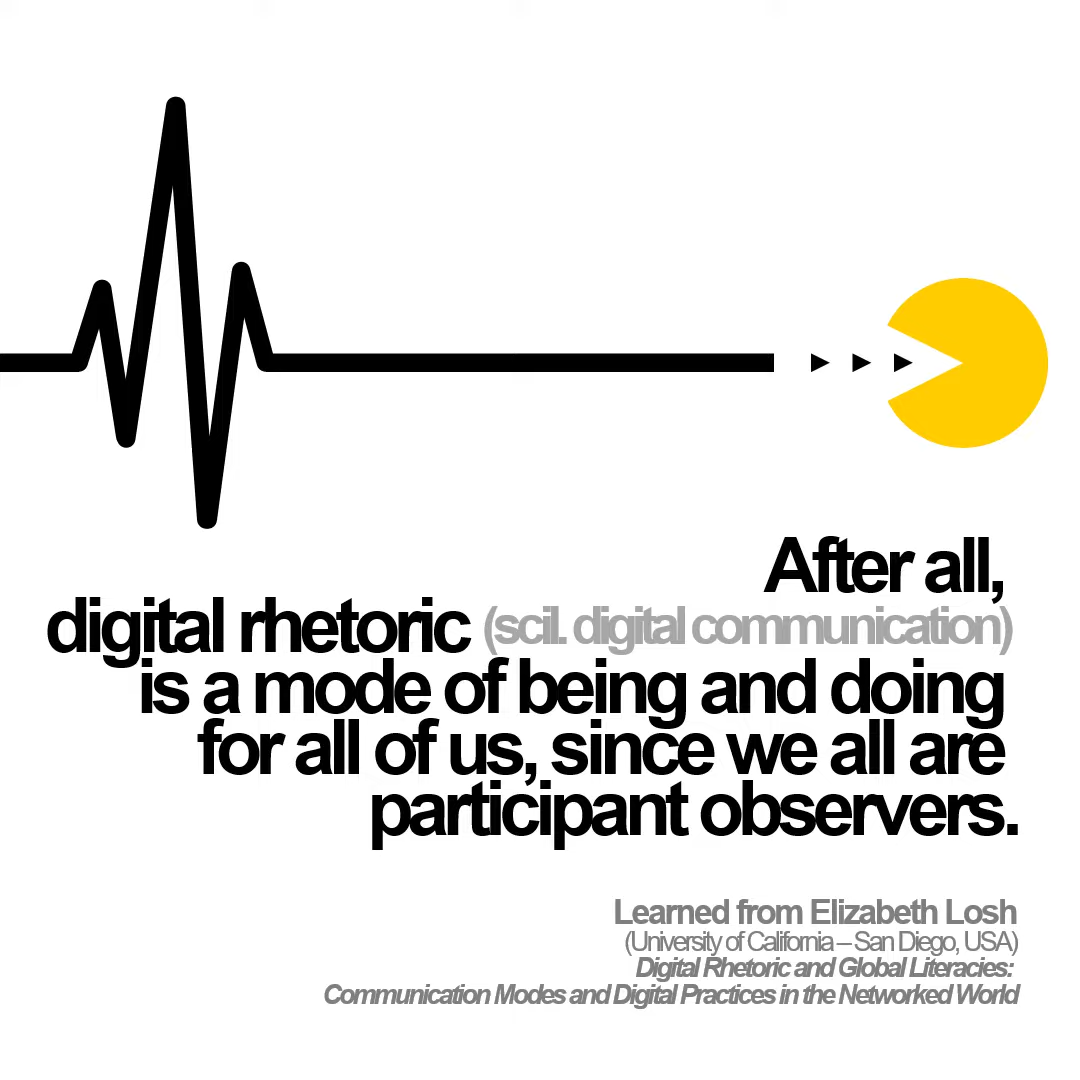 After all,
digital rhetoric (scil. digital communication)
is a mode of being and doing
for all of us, since we all are
participant observers.
Learned from Elizabeth Losh
(University of California – San Diego, USA)
Digital Rhetoric and Global Literacies:
Communication Modes and Digital Practices in the Networked World